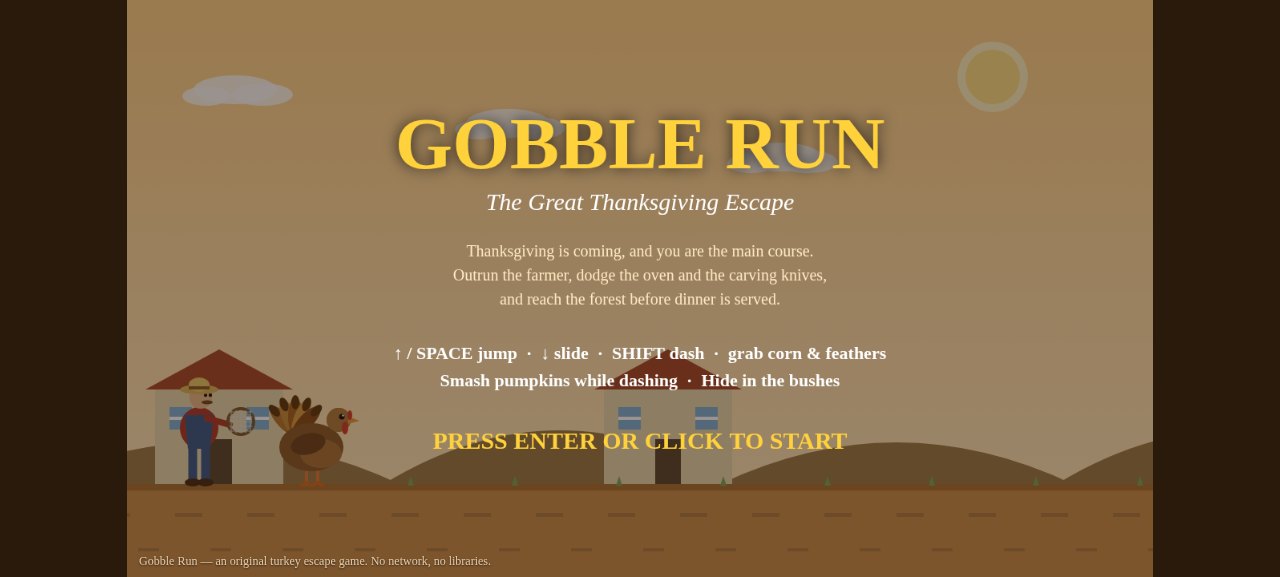 GOBBLE RUN
The Great Thanksgiving Escape
Thanksgiving is coming, and you are the main course.
Outrun the farmer, dodge the oven and the carving knives,
and reach the forest before dinner is served.
↑ / SPACE jump · ↓ slide · SHIFT dash · grab corn & feathers
Smash pumpkins while dashing · Hide in the bushes
PRESS ENTER OR CLICK TO START
Gobble Run — an original turkey escape game. No network, no libraries.